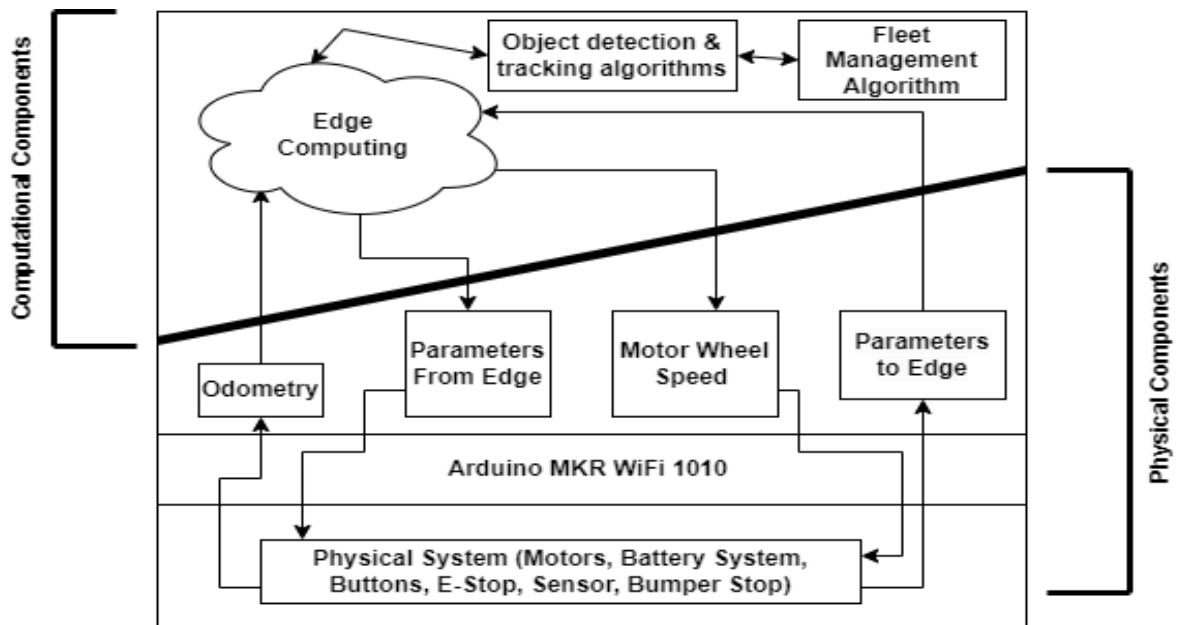 Computational Components
Object detection &
tracking algorithms
Fleet
Management
Algorithm
Edge
Computing
Odometry
Parameters
From Edge
Motor Wheel
Speed
Parameters
to Edge
Physical Components
Arduino MKR WiFi 1010
Physical System (Motors, Battery System,
Buttons, E-Stop, Sensor, Bumper Stop)